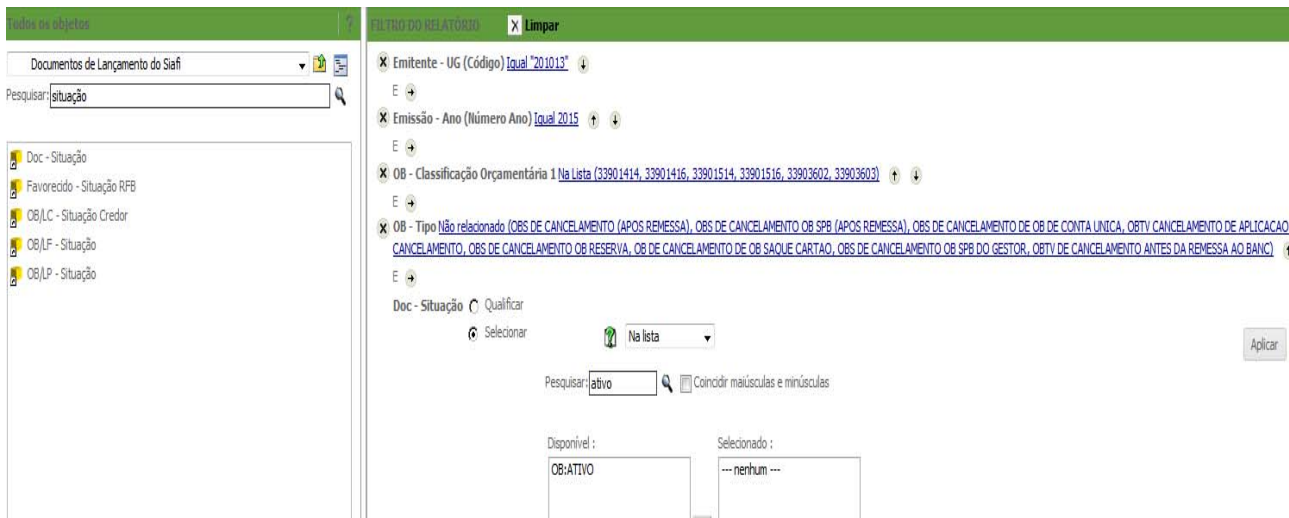 Todos os objetos ?
Documentos de Lançamento do Siafi
Pesquisar: situação
Doc - Situação
Favorecido - Situação RFB
OB/LC - Situação Credor
OB/LF - Situação
OB/LP - Situação
FILTRO DO RELATÓRIO X Limpar
Emitente - UG (Código) Igual "201013"
E
Emissão - Ano (Número Ano) Igual 2015
E
OB - Classificação Orçamentária 1 Na Lista (33901414, 33901416, 33901514, 33901516, 33903602, 33903603)
E
OB - Tipo Não relacionado (OBS DE CANCELAMENTO (APOS REMESSA), OBS DE CANCELAMENTO OB SPB (APOS REMESSA), OBS DE CANCELAMENTO DE OB DE CONTA UNICA, OBTV CANCELAMENTO DE APLICACAO
CANCELAMENTO, OBS DE CANCELAMENTO OB RESERVA, OB DE CANCELAMENTO DE OB SAQUE CARTAO, OBS DE CANCELAMENTO OB SPB DO GESTOR, OBTV DE CANCELAMENTO ANTES DA REMESSA AO BANC)
E
Doc - Situação Qualificar
Selecionar Na lista
Aplicar
Pesquisar: ativo Coincidir maiúsculas e minúsculas
Disponível : Selecionado :
OB:ATIVO --- nenhum ---